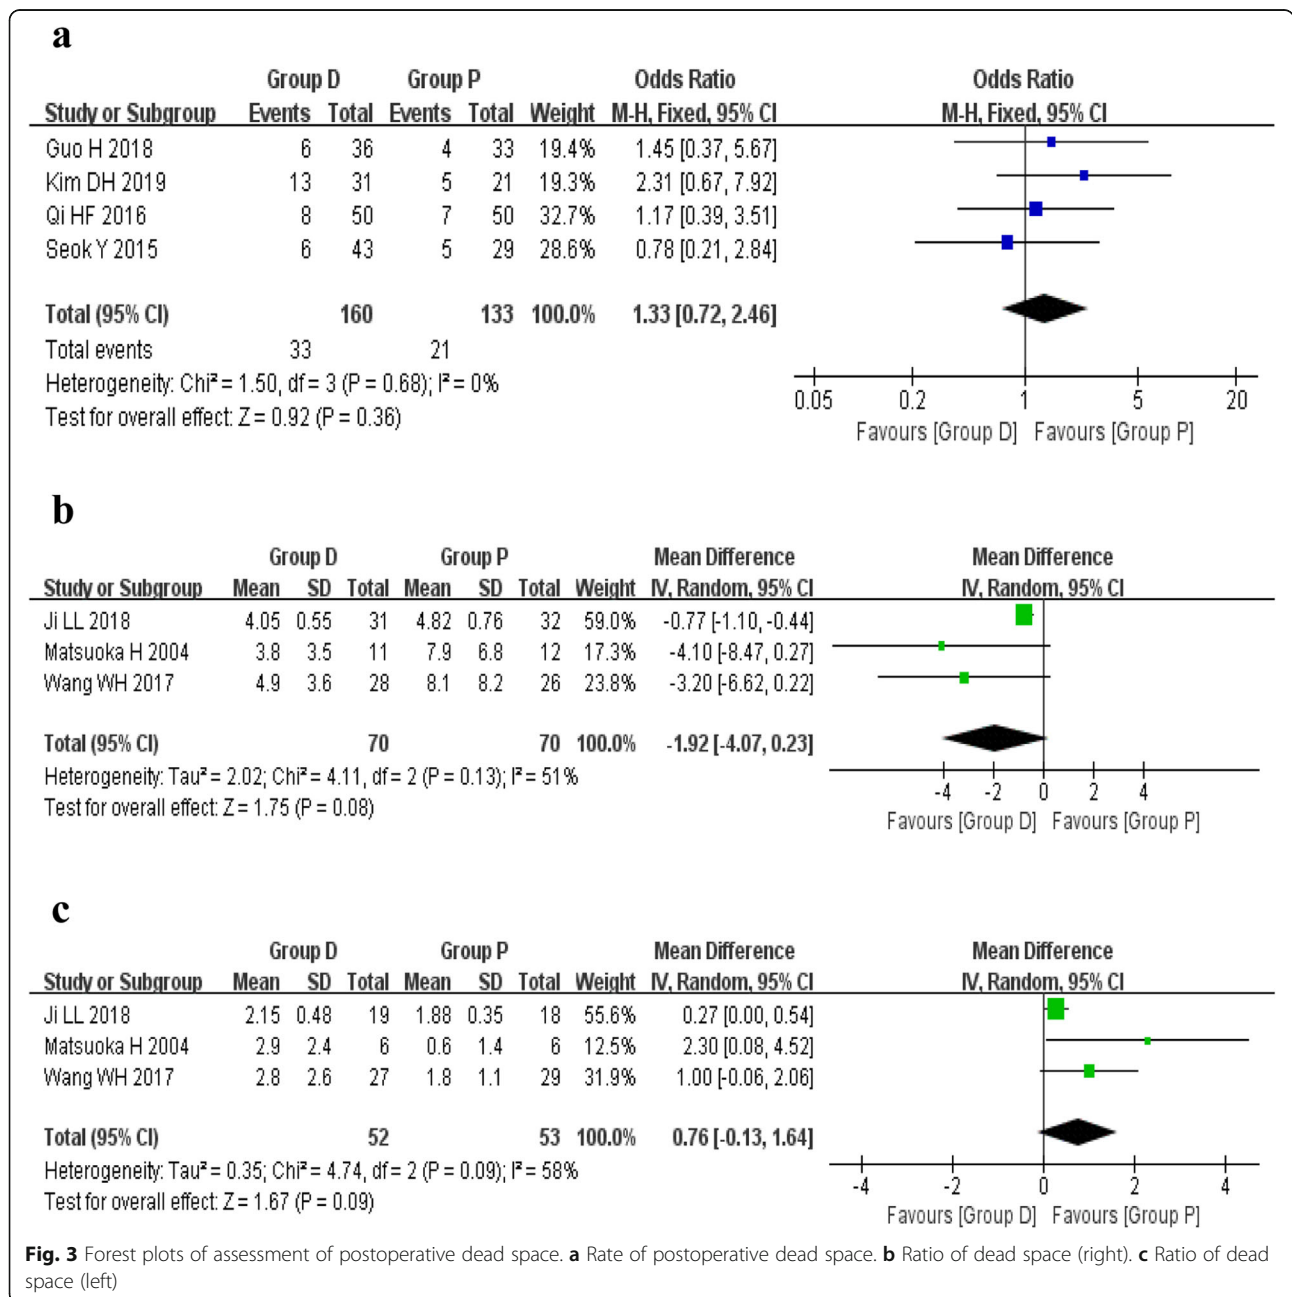 a
Group D Group P Odds Ratio Odds Ratio
Study or Subgroup Events Total Events Total Weight M-H, Fixed, 95% CI M-H, Fixed, 95% CI
Guo H 2018 6 36 4 33 19.4% 1.45 [0.37, 5.67]
Kim DH 2019 13 31 5 21 19.3% 2.31 [0.67, 7.92]
Qi HF 2016 8 50 7 50 32.7% 1.17 [0.39, 3.51]
Seok Y 2015 6 43 5 29 28.6% 0.78 [0.21, 2.84]
Total (95% CI) 160 133 100.0% 1.33 [0.72, 2.46]
Total events 33 21
Heterogeneity: Chi² = 1.50, df = 3 (P = 0.68); I² = 0%
Test for overall effect: Z = 0.92 (P = 0.36)
0.05 0.2 1 5 20
Favours [Group D] Favours [Group P]
b
Group D Group P Mean Difference Mean Difference
Study or Subgroup Mean SD Total Mean SD Total Weight IV, Random, 95% CI IV, Random, 95% CI
Ji LL 2018 4.05 0.55 31 4.82 0.76 32 59.0% -0.77 [-1.10, -0.44]
Matsuoka H 2004 3.8 3.5 11 7.9 6.8 12 17.3% -4.10 [-8.47, 0.27]
Wang WH 2017 4.9 3.6 28 8.1 8.2 26 23.8% -3.20 [-6.62, 0.22]
Total (95% CI) 70 70 100.0% -1.92 [-4.07, 0.23]
Heterogeneity: Tau² = 2.02; Chi² = 4.11, df = 2 (P = 0.13); I² = 51%
Test for overall effect: Z = 1.75 (P = 0.08)
-4 -2 0 2 4
Favours [Group D] Favours [Group P]
c
Group D Group P Mean Difference Mean Difference
Study or Subgroup Mean SD Total Mean SD Total Weight IV, Random, 95% CI IV, Random, 95% CI
Ji LL 2018 2.15 0.48 19 1.88 0.35 18 55.6% 0.27 [0.00, 0.54]
Matsuoka H 2004 2.9 2.4 6 0.6 1.4 6 12.5% 2.30 [0.08, 4.52]
Wang WH 2017 2.8 2.6 27 1.8 1.1 29 31.9% 1.00 [-0.06, 2.06]
Total (95% CI) 52 53 100.0% 0.76 [-0.13, 1.64]
Heterogeneity: Tau² = 0.35; Chi² = 4.74, df = 2 (P = 0.09); I² = 58%
Test for overall effect: Z = 1.67 (P = 0.09)
-4 -2 0 2 4
Favours [Group D] Favours [Group P]
Fig. 3 Forest plots of assessment of postoperative dead space. a Rate of postoperative dead space. b Ratio of dead space (right). c Ratio of dead
space (left)